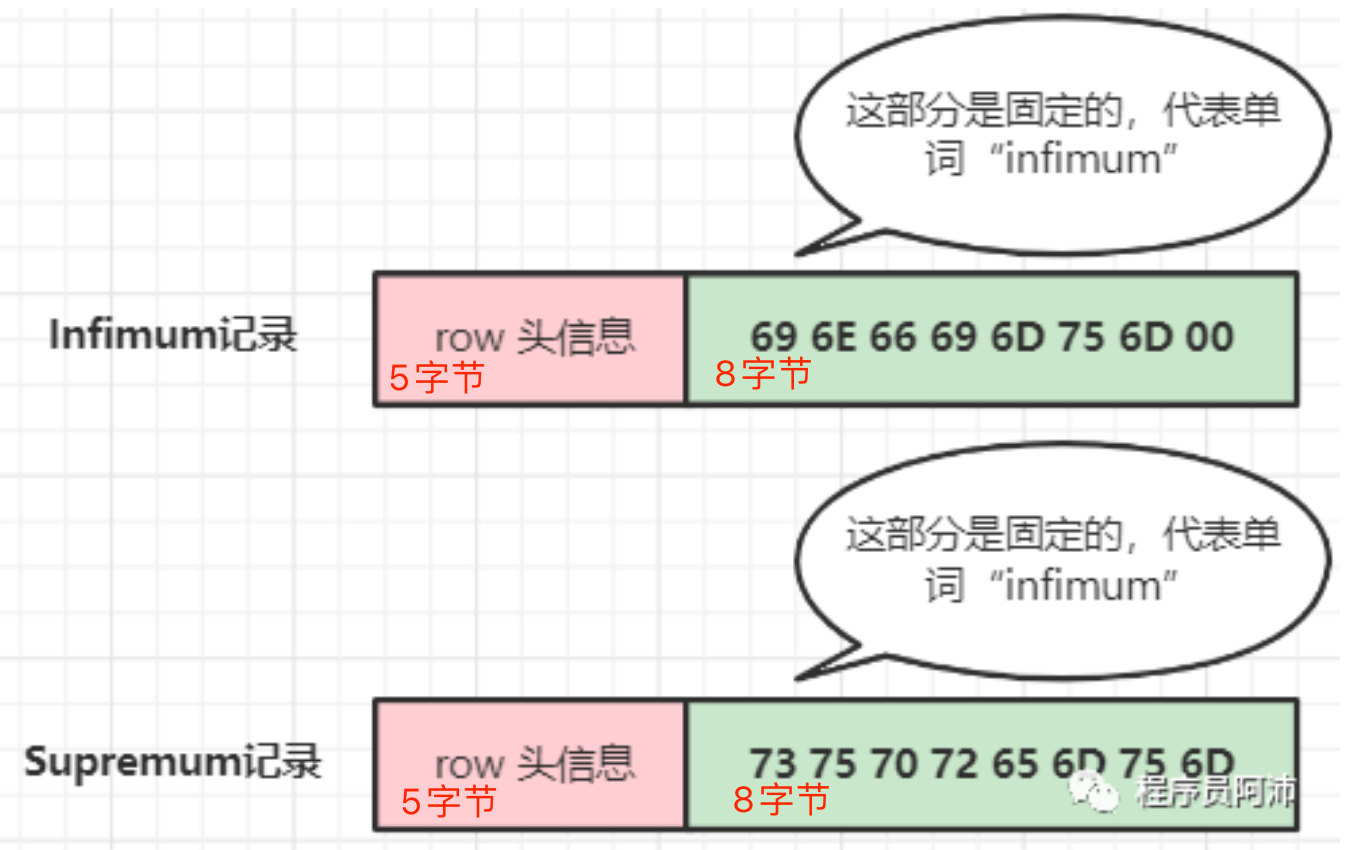 这部分是固定的，代表单
词“infimum”
Infimum记录
row 头信息
69 6E 66 69 6D 75 6D 00
5字节
8字节
这部分是固定的，代表单
词“infimum”
Supremum记录
row 头信息
73 75 70 72 65 6D 75 6D
程序员阿沛
5字节
8字节